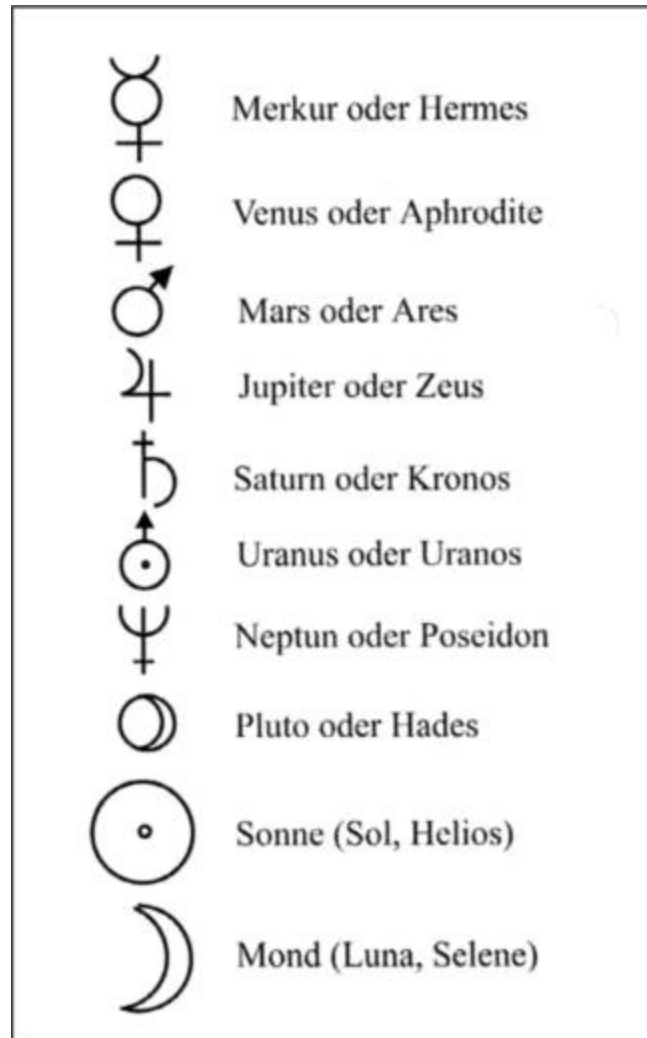 Merkur oder Hermes
Venus oder Aphrodite
Mars oder Ares
Jupiter oder Zeus
Saturn oder Kronos
Uranus oder Uranos
Neptun oder Poseidon
Pluto oder Hades
Sonne (Sol, Helios)
Mond (Luna, Selene)